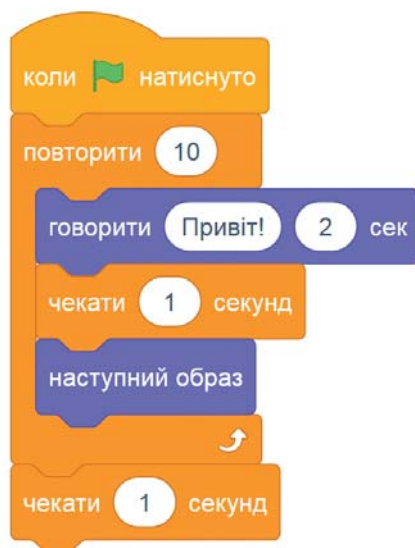 коли натиснуто
повторити 10
говорити Привіт! 2 сек
чекати 1 секунд
наступний образ
чекати 1 секунд